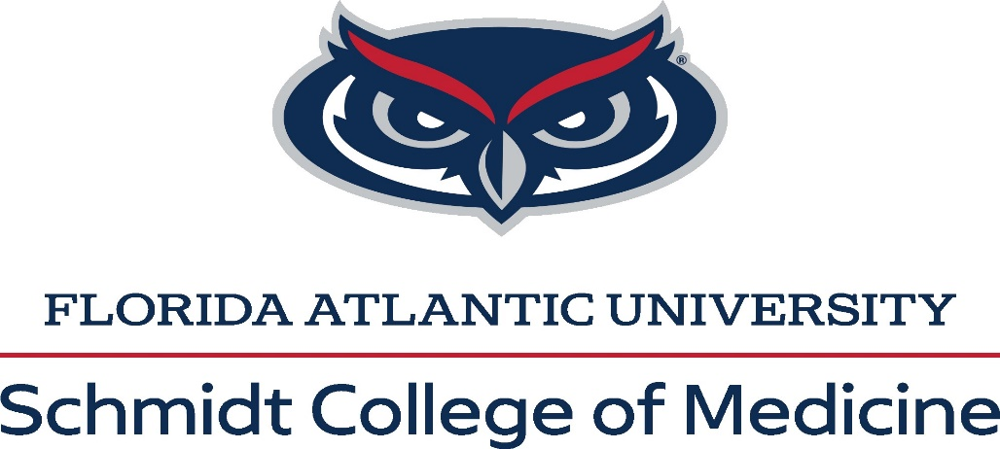 ®
FLORIDA ATLANTIC UNIVERSITY
Schmidt College of Medicine